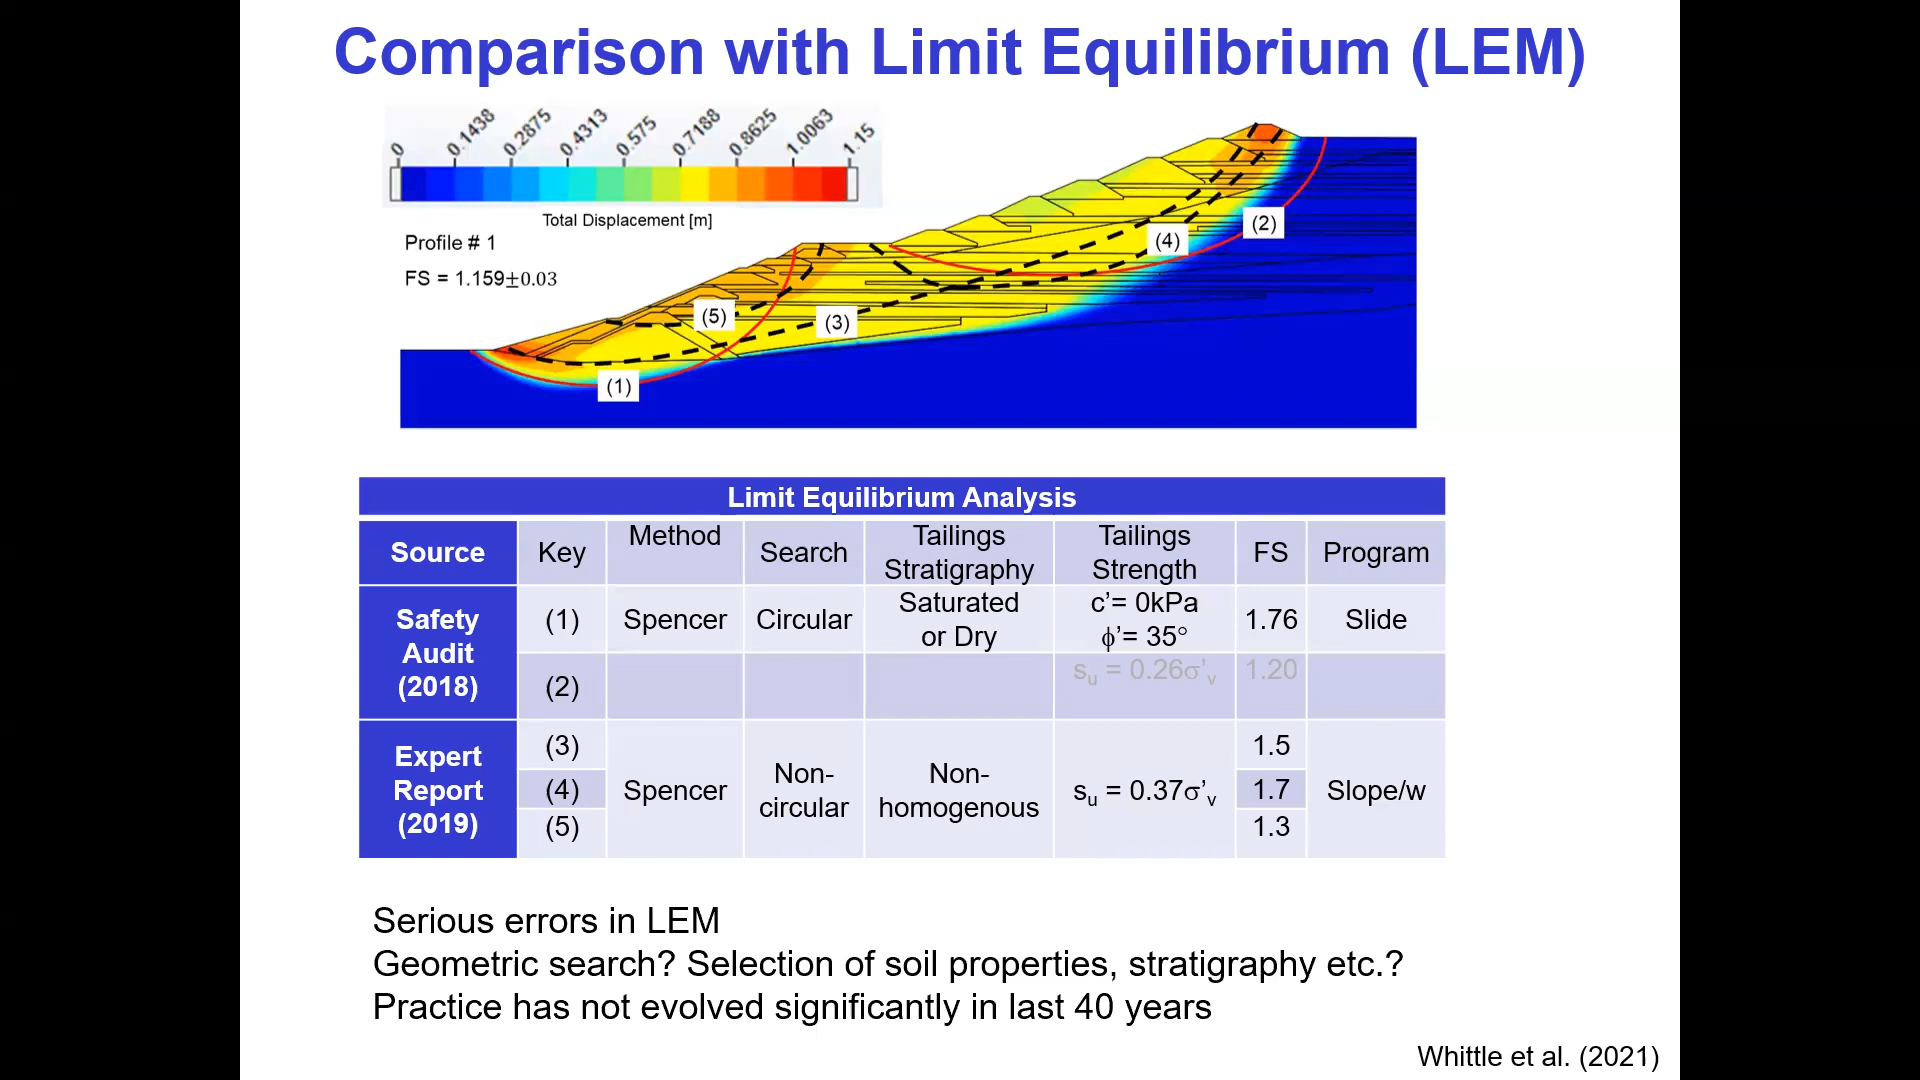 Comparison with Limit Equilibrium (LEM)
0 0.1438 0.2875 0.4313 0.575 0.7188 0.8625 1.0063 1.15
Total Displacement [m]
Profile # 1
FS = 1.159±0.03
(2)
(4)
(5)
(3)
(1)
Limit Equilibrium Analysis
Source Key Method Search Tailings Stratigraphy Tailings Strength FS Program
Safety Audit (2018) (1) Spencer Circular Saturated or Dry c’= 0kPa ϕ’= 35° 1.76 Slide
(2) su = 0.26σ’v 1.20
Expert Report (2019) (3) Spencer Non-circular Non-homogenous su = 0.37σ’v 1.5 Slope/w
(4) 1.7
(5) 1.3
Serious errors in LEM
Geometric search? Selection of soil properties, stratigraphy etc.?
Practice has not evolved significantly in last 40 years
Whittle et al. (2021)